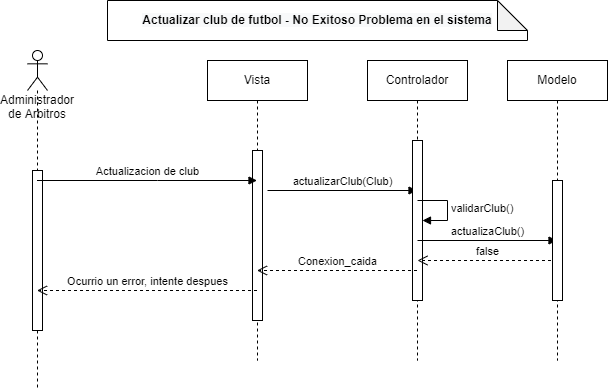 Actualizar club de futbol - No Exitoso Problema en el sistema
Administrador
de Arbitros
Vista
Controlador
Modelo
Actualizacion de club
actualizarClub(Club)
validarClub()
actualizaClub()
false
Conexion_caida
Ocurrio un error, intente despues